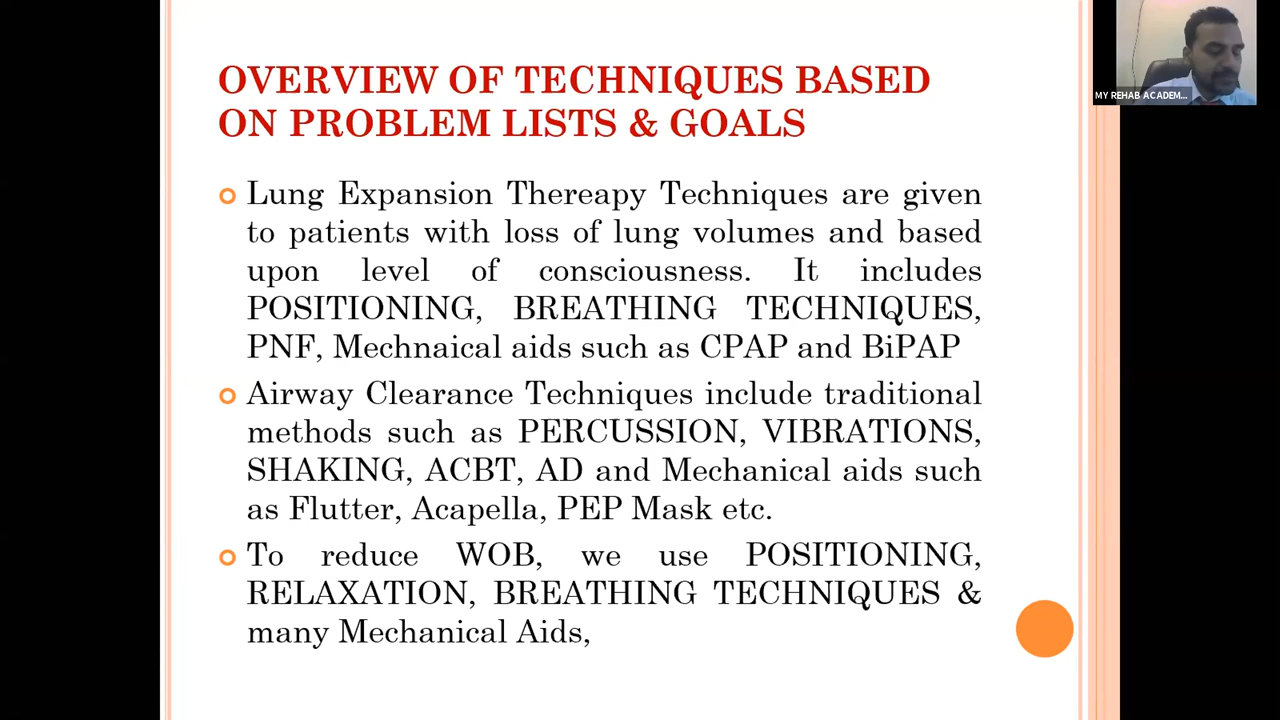 OVERVIEW OF TECHNIQUES BASED
ON PROBLEM LISTS & GOALS
Lung Expansion Thereapy Techniques are given
to patients with loss of lung volumes and based
upon level of consciousness. It includes
POSITIONING, BREATHING TECHNIQUES,
PNF, Mechnaical aids such as CPAP and BiPAP
Airway Clearance Techniques include traditional
methods such as PERCUSSION, VIBRATIONS,
SHAKING, ACBT, AD and Mechanical aids such
as Flutter, Acapella, PEP Mask etc.
To reduce WOB, we use POSITIONING,
RELAXATION, BREATHING TECHNIQUES &
many Mechanical Aids,
MY REHAB ACADEM...